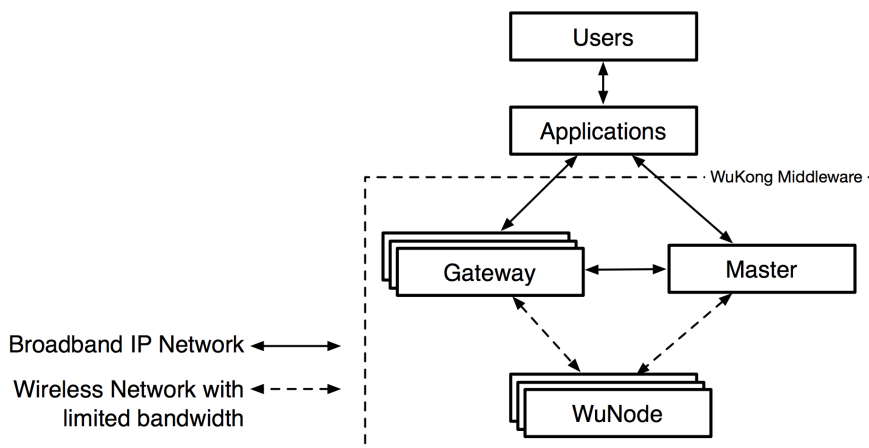 Users
Applications
WuKong Middleware
Gateway
Master
Broadband IP Network
Wireless Network with
limited bandwidth
WuNode